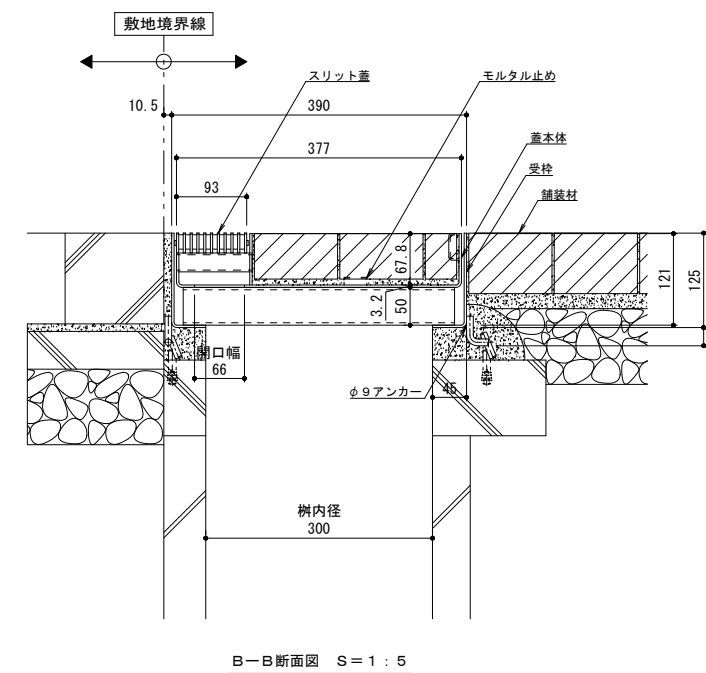 敷地境界線
スリット蓋
モルタル止め
10.5
390
蓋本体
377
受枠
93
舗装材
67.8
121
125
3.2
50
開口幅
66
φ9アンカー
45
桝内径
300
B－B断面図 S＝1：5